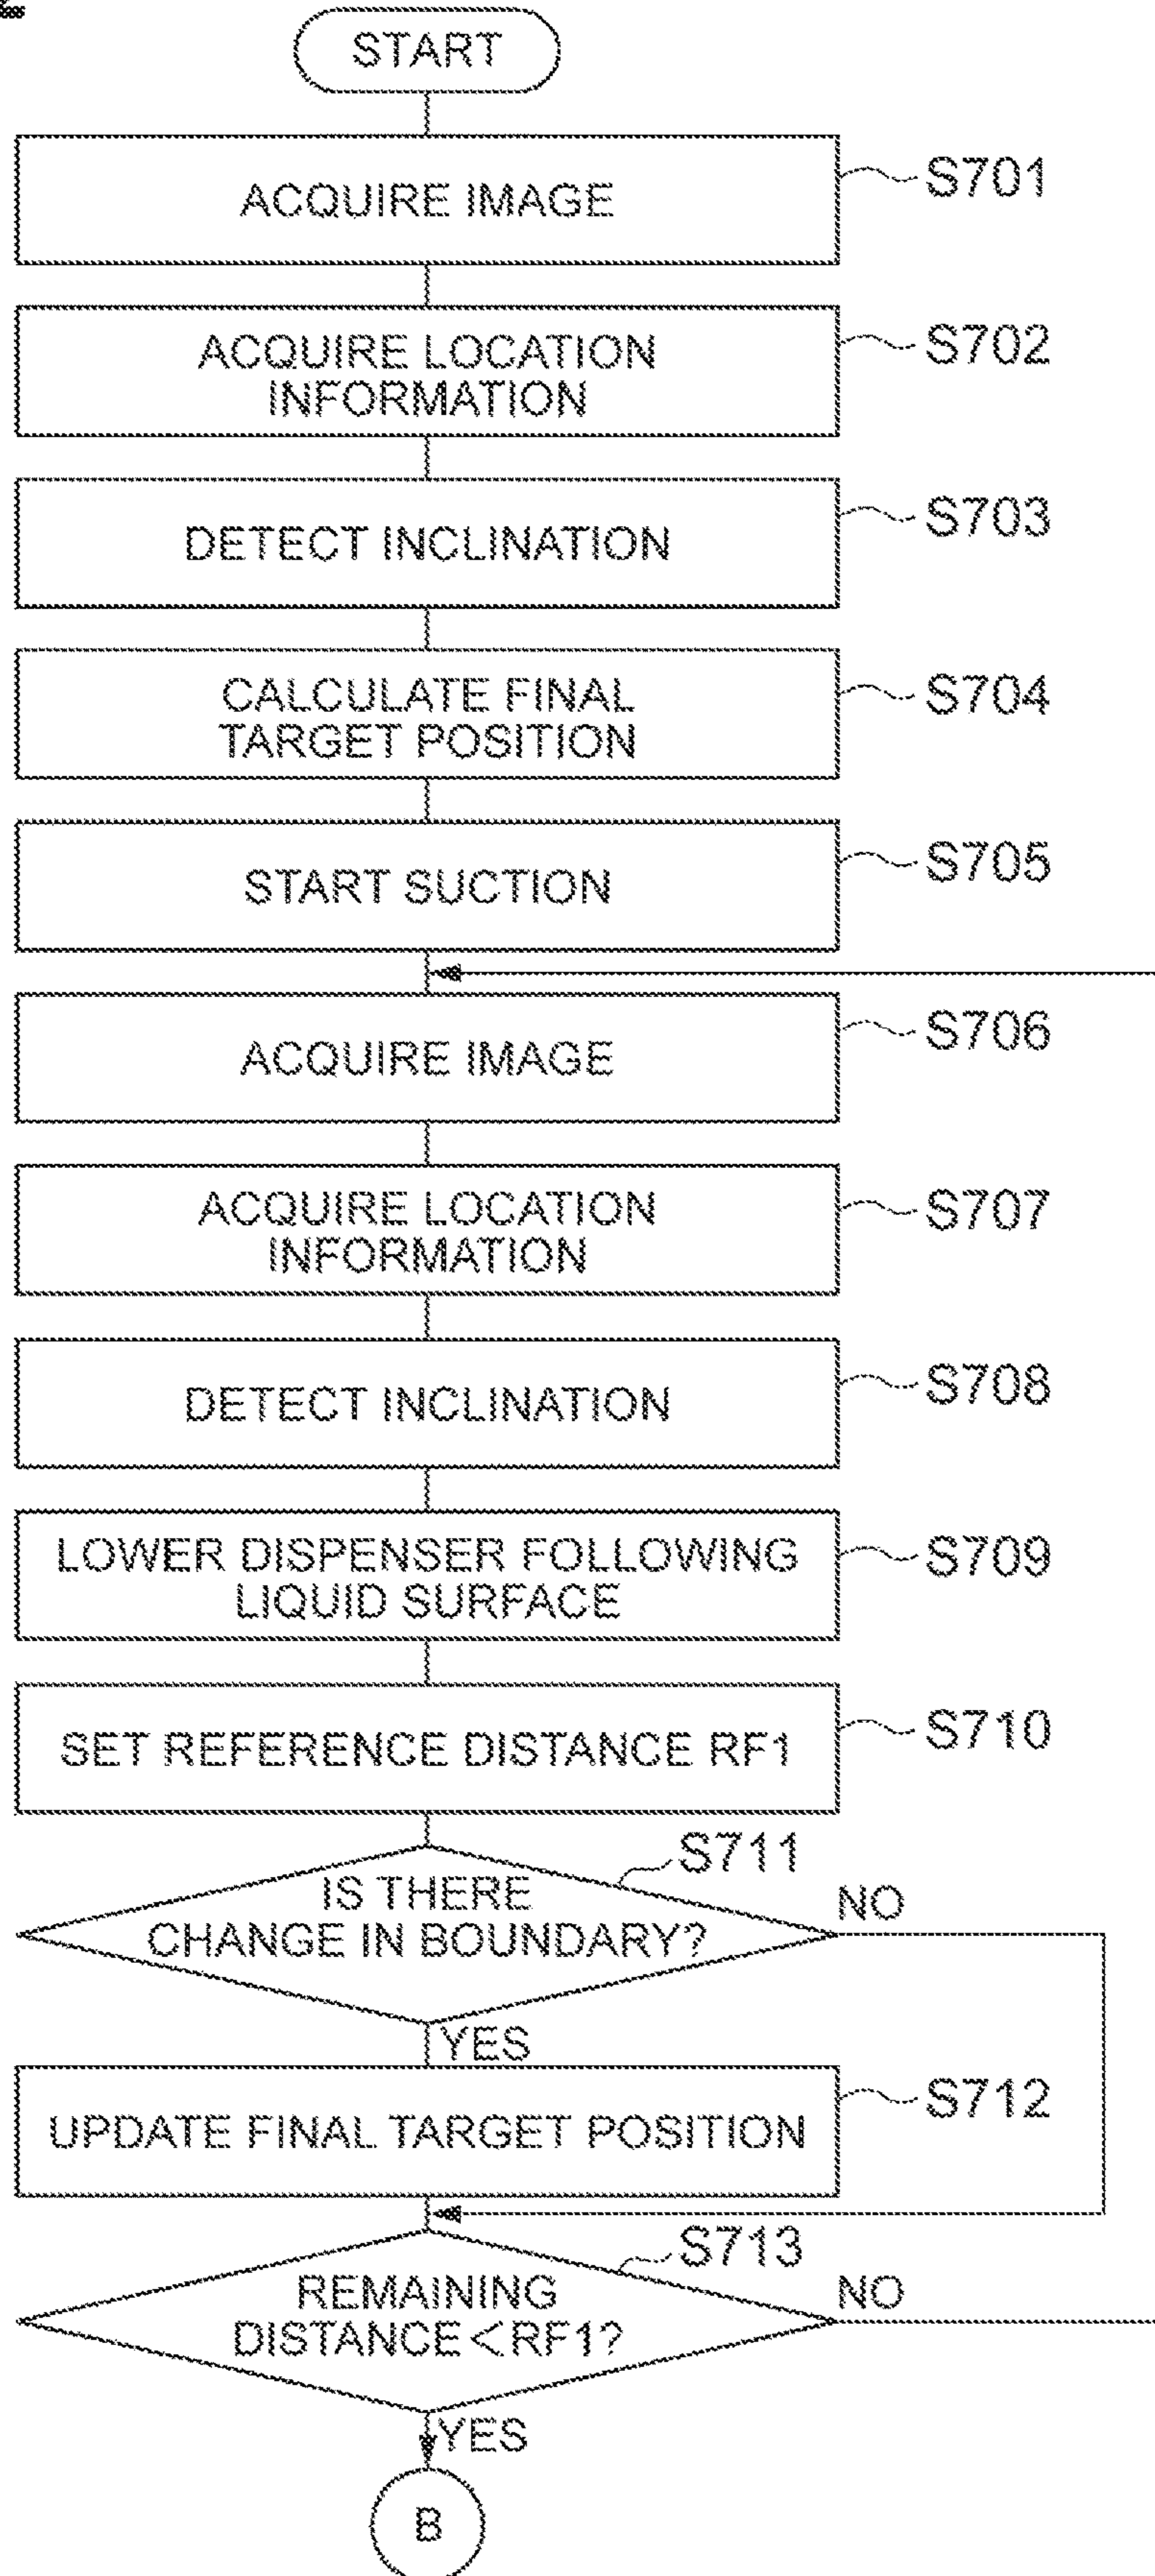 START
ACQUIRE IMAGE
S701
ACQUIRE LOCATION
INFORMATION
S702
DETECT INCLINATION
S703
CALCULATE FINAL
TARGET POSITION
S704
START SUCTION
S705
ACQUIRE IMAGE
S706
ACQUIRE LOCATION
INFORMATION
S707
DETECT INCLINATION
S708
LOWER DISPENSER FOLLOWING
LIQUID SURFACE
S709
SET REFERENCE DISTANCE RF1
S710
S711
IS THERE
CHANGE IN BOUNDARY?
NO
YES
UPDATE FINAL TARGET POSITION
S712
S713
REMAINING
DISTANCE<RF1?
NO
YES
B